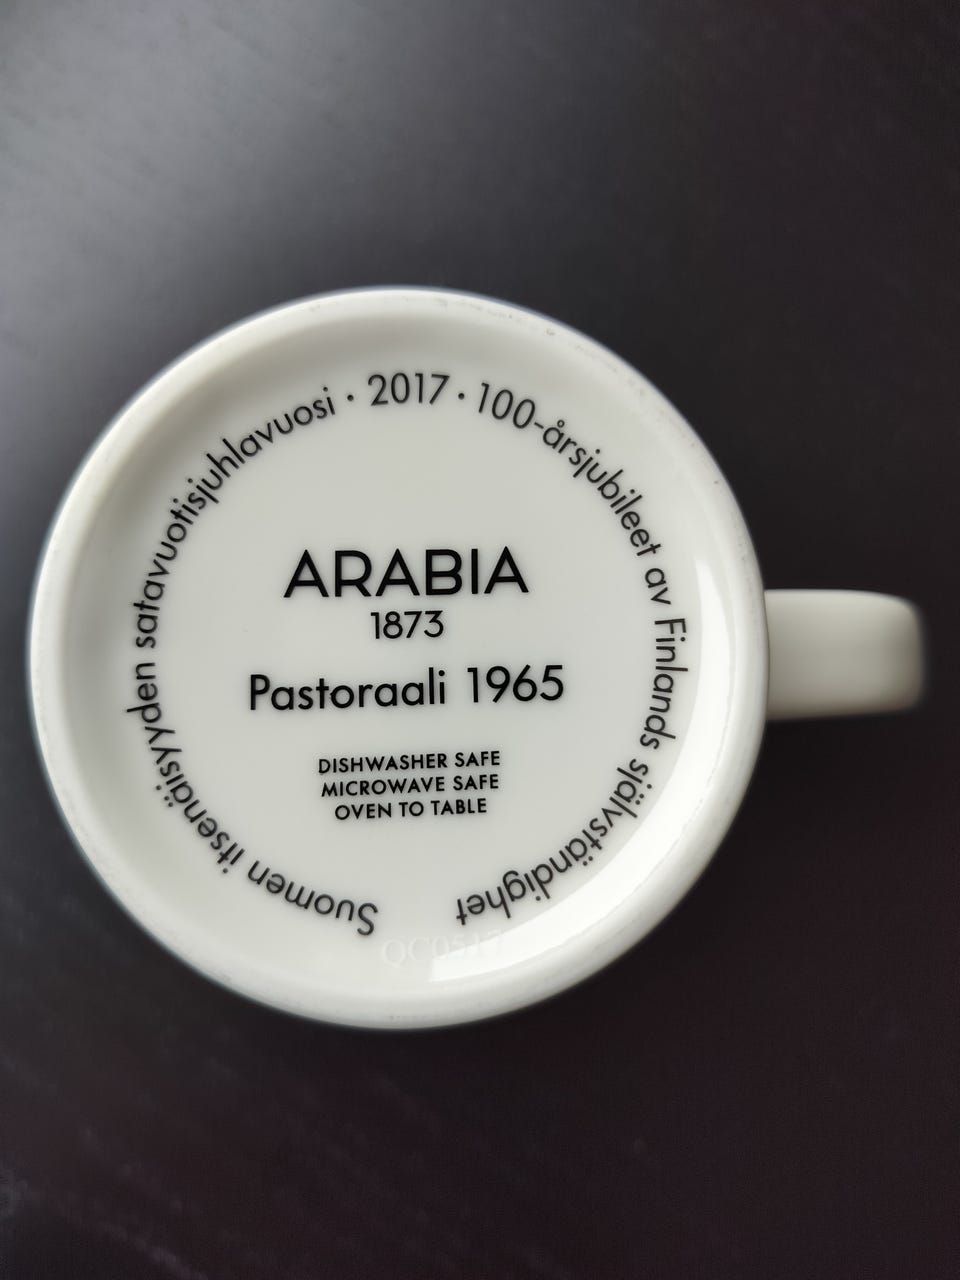 Suomen itsenäisyyden satavuotisjuhlavuosi · 2017 · 100-årsjubileet av Finlands självständighet
ARABIA
1873
Pastoraali 1965
DISHWASHER SAFE
MICROWAVE SAFE
OVEN TO TABLE
QC0517